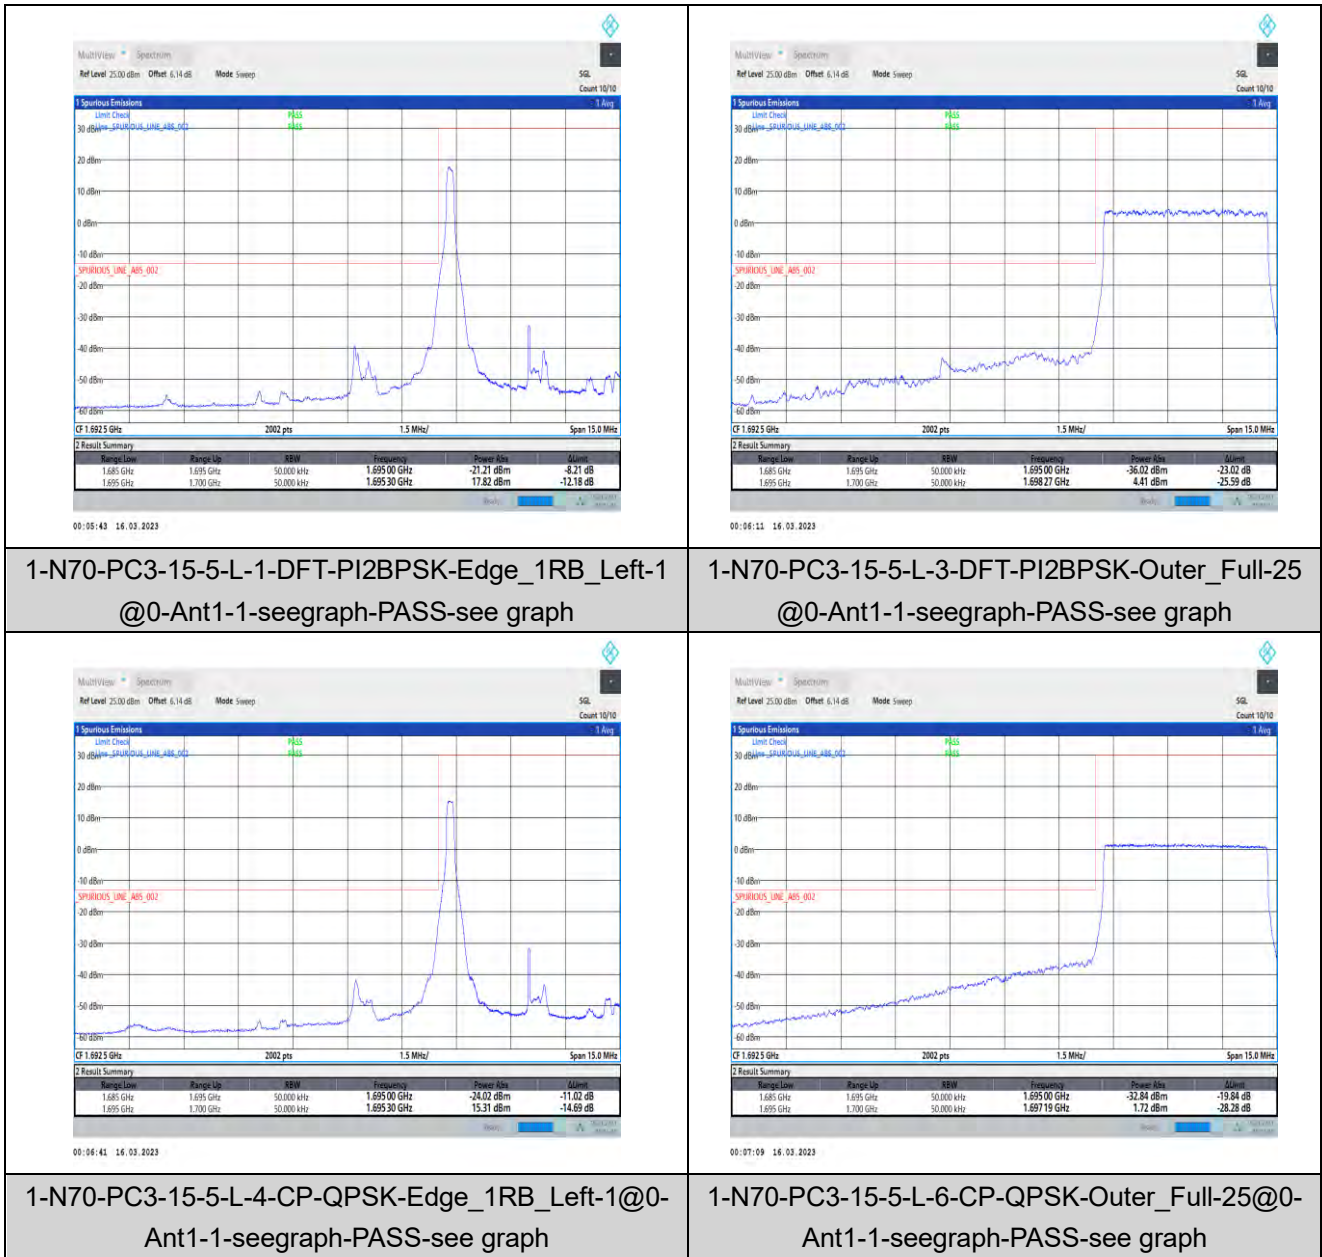 MultiView Spectrum
Ref Level 25.00 dBm Offset 6.14 dB Mode Sweep SGL
Count 10/10
1 Spurious Emissions 1 Avg
Limit Check PASS
Line _SPURIOUS_LINE_ABS_002 PASS
30 dBm
20 dBm
10 dBm
0 dBm
-10 dBm
SPURIOUS_LINE_ABS_002
-20 dBm
-30 dBm
-40 dBm
-50 dBm
-60 dBm
CF 1.6925 GHz 2002 pts 1.5 MHz/ Span 15.0 MHz
2 Result Summary
Range Low Range Up RBW Frequency Power Abs ΔLimit
1.685 GHz 1.695 GHz 50.000 kHz 1.69500 GHz -21.21 dBm -8.21 dB
1.695 GHz 1.700 GHz 50.000 kHz 1.69530 GHz 17.82 dBm -12.18 dB
00:05:43 16.03.2023
1-N70-PC3-15-5-L-1-DFT-PI2BPSK-Edge_1RB_Left-1
@0-Ant1-1-seegraph-PASS-see graph
MultiView Spectrum
Ref Level 25.00 dBm Offset 6.14 dB Mode Sweep SGL
Count 10/10
1 Spurious Emissions 1 Avg
Limit Check PASS
Line _SPURIOUS_LINE_ABS_002 PASS
30 dBm
20 dBm
10 dBm
0 dBm
-10 dBm
SPURIOUS_LINE_ABS_002
-20 dBm
-30 dBm
-40 dBm
-50 dBm
-60 dBm
CF 1.6925 GHz 2002 pts 1.5 MHz/ Span 15.0 MHz
2 Result Summary
Range Low Range Up RBW Frequency Power Abs ΔLimit
1.685 GHz 1.695 GHz 50.000 kHz 1.69500 GHz -36.02 dBm -23.02 dB
1.695 GHz 1.700 GHz 50.000 kHz 1.69827 GHz 4.41 dBm -25.59 dB
00:06:11 16.03.2023
1-N70-PC3-15-5-L-3-DFT-PI2BPSK-Outer_Full-25
@0-Ant1-1-seegraph-PASS-see graph
MultiView Spectrum
Ref Level 25.00 dBm Offset 6.14 dB Mode Sweep SGL
Count 10/10
1 Spurious Emissions 1 Avg
Limit Check PASS
Line _SPURIOUS_LINE_ABS_002 PASS
30 dBm
20 dBm
10 dBm
0 dBm
-10 dBm
SPURIOUS_LINE_ABS_002
-20 dBm
-30 dBm
-40 dBm
-50 dBm
-60 dBm
CF 1.6925 GHz 2002 pts 1.5 MHz/ Span 15.0 MHz
2 Result Summary
Range Low Range Up RBW Frequency Power Abs ΔLimit
1.685 GHz 1.695 GHz 50.000 kHz 1.69500 GHz -24.02 dBm -11.02 dB
1.695 GHz 1.700 GHz 50.000 kHz 1.69530 GHz 15.31 dBm -14.69 dB
00:06:41 16.03.2023
1-N70-PC3-15-5-L-4-CP-QPSK-Edge_1RB_Left-1@0-
Ant1-1-seegraph-PASS-see graph
MultiView Spectrum
Ref Level 25.00 dBm Offset 6.14 dB Mode Sweep SGL
Count 10/10
1 Spurious Emissions 1 Avg
Limit Check PASS
Line _SPURIOUS_LINE_ABS_002 PASS
30 dBm
20 dBm
10 dBm
0 dBm
-10 dBm
SPURIOUS_LINE_ABS_002
-20 dBm
-30 dBm
-40 dBm
-50 dBm
-60 dBm
CF 1.6925 GHz 2002 pts 1.5 MHz/ Span 15.0 MHz
2 Result Summary
Range Low Range Up RBW Frequency Power Abs ΔLimit
1.685 GHz 1.695 GHz 50.000 kHz 1.69500 GHz -32.84 dBm -19.84 dB
1.695 GHz 1.700 GHz 50.000 kHz 1.69719 GHz 1.72 dBm -28.28 dB
00:07:09 16.03.2023
1-N70-PC3-15-5-L-6-CP-QPSK-Outer_Full-25@0-
Ant1-1-seegraph-PASS-see graph